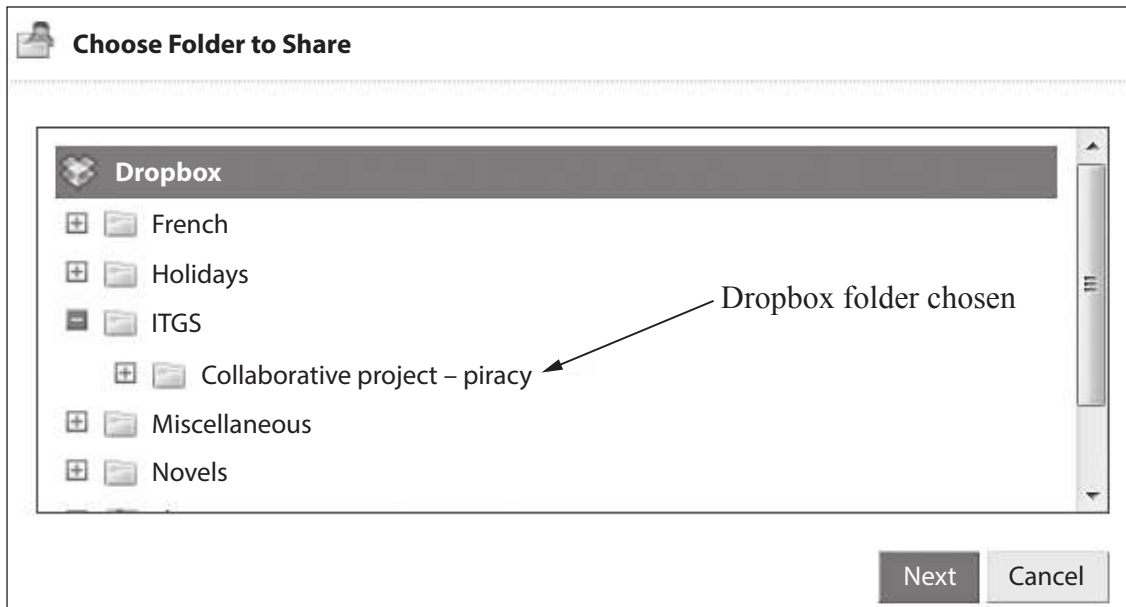 Choose Folder to Share
Dropbox
French
Holidays
Dropbox folder chosen
ITGS
Collaborative project – piracy
Miscellaneous
Novels
Next Cancel